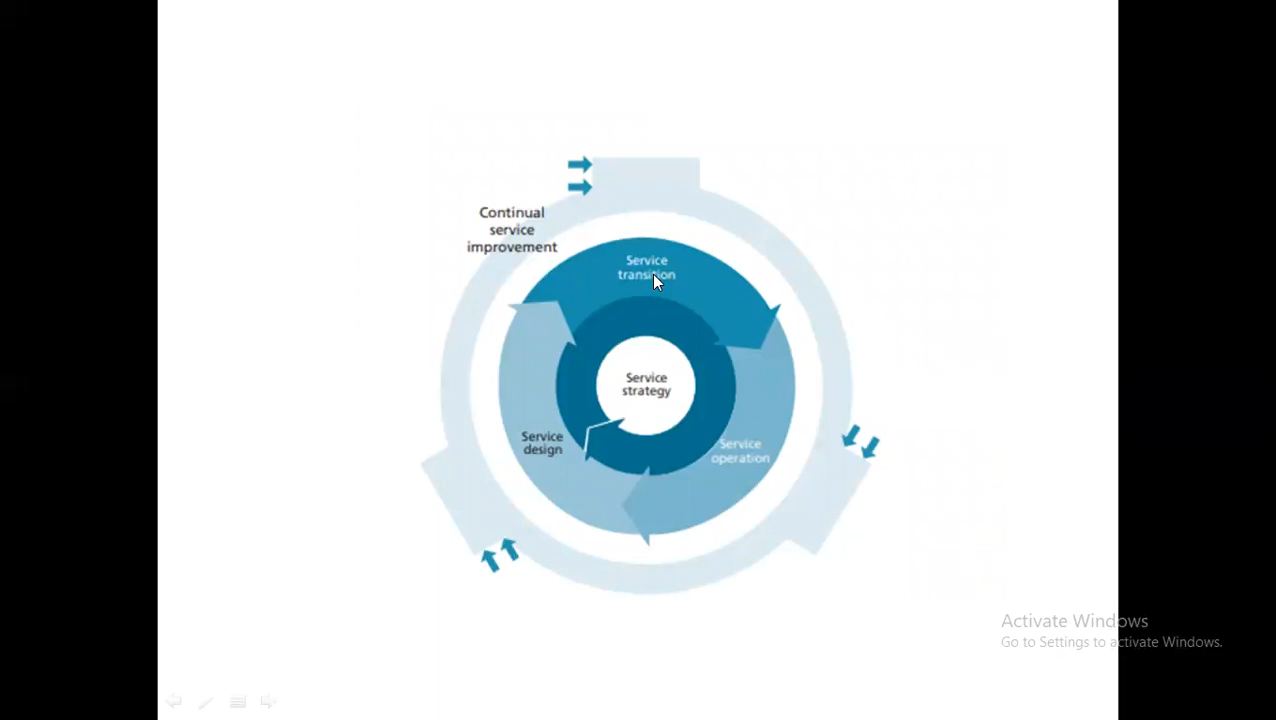 Continual
service
improvement
Service
transition
Service
strategy
Service
design
Service
operation
Activate Windows
Go to Settings to activate Windows.